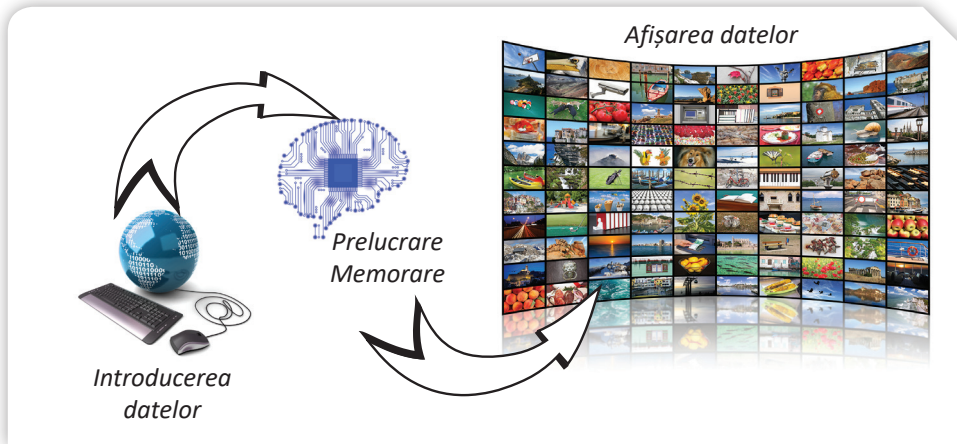 Afișarea datelor
Prelucrare
Memorare
Introducerea
datelor